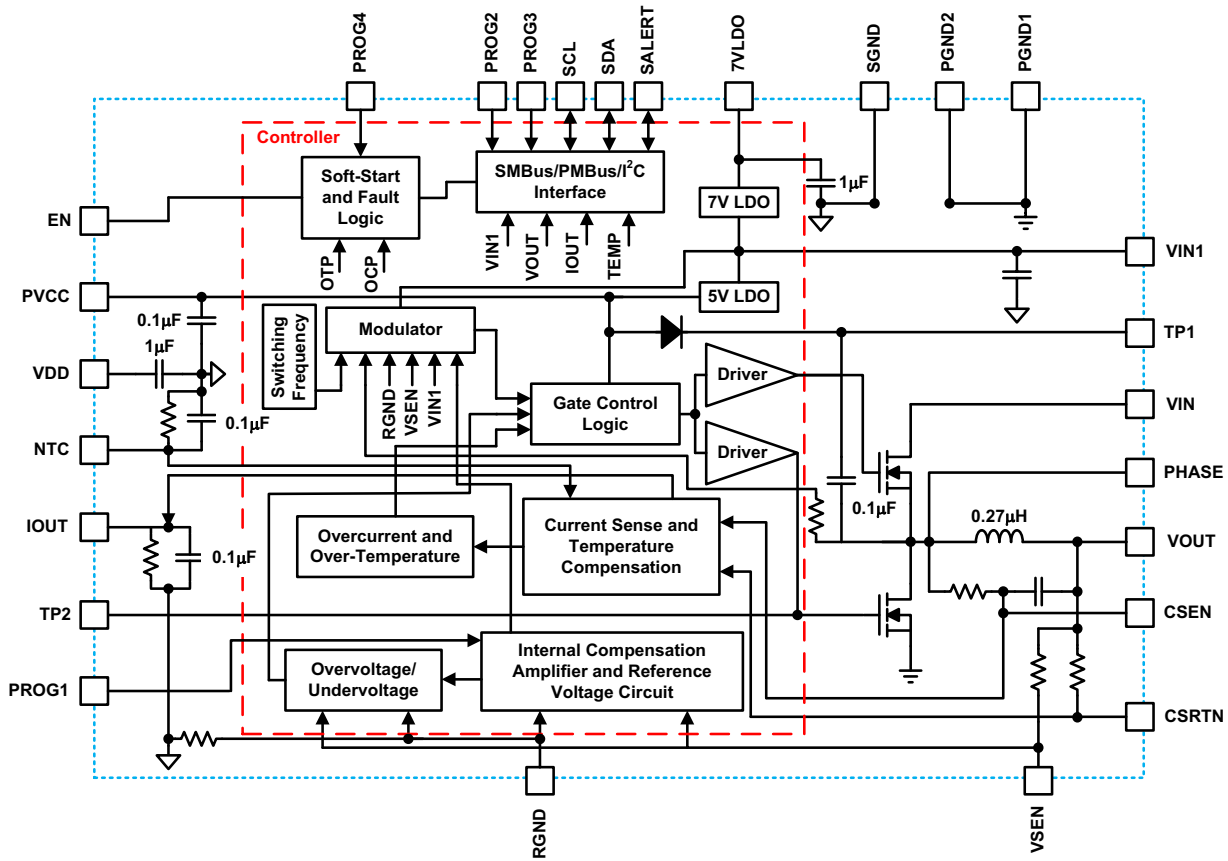 PROG4
PROG2
PROG3
SCL
SDA
SALERT
7VLDO
SGND
PGND2
PGND1
Controller
Soft-Start
and Fault
Logic
SMBus/PMBus/I²C
Interface
1µF
7V LDO
EN
VIN1
VOUT
IOUT
TEMP
OTP
OCP
VIN1
PVCC
5V LDO
0.1µF
Switching
Frequency
Modulator
TP1
1µF
VDD
RGND
VSEN
VIN1
Driver
Gate Control
Logic
VIN
0.1µF
NTC
Driver
PHASE
0.1µF
IOUT
0.1µF
Overcurrent and
Over-Temperature
Current Sense and
Temperature
Compensation
0.27µH
VOUT
TP2
CSEN
PROG1
Overvoltage/
Undervoltage
Internal Compensation
Amplifier and Reference
Voltage Circuit
CSRTN
RGND
VSEN